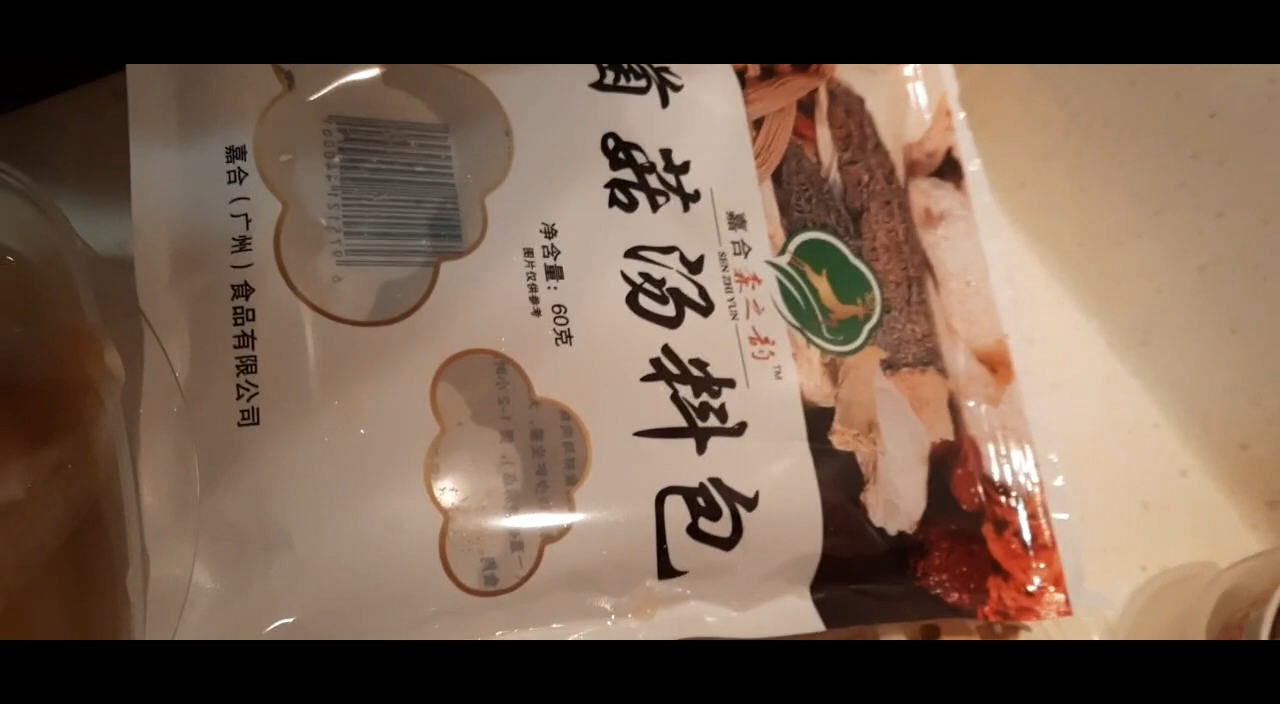 嘉合
森之韵
TM
SEN ZHI YUN
菇汤料包
净含量：60克
图片仅供参考
嘉合（广州）食品有限公司